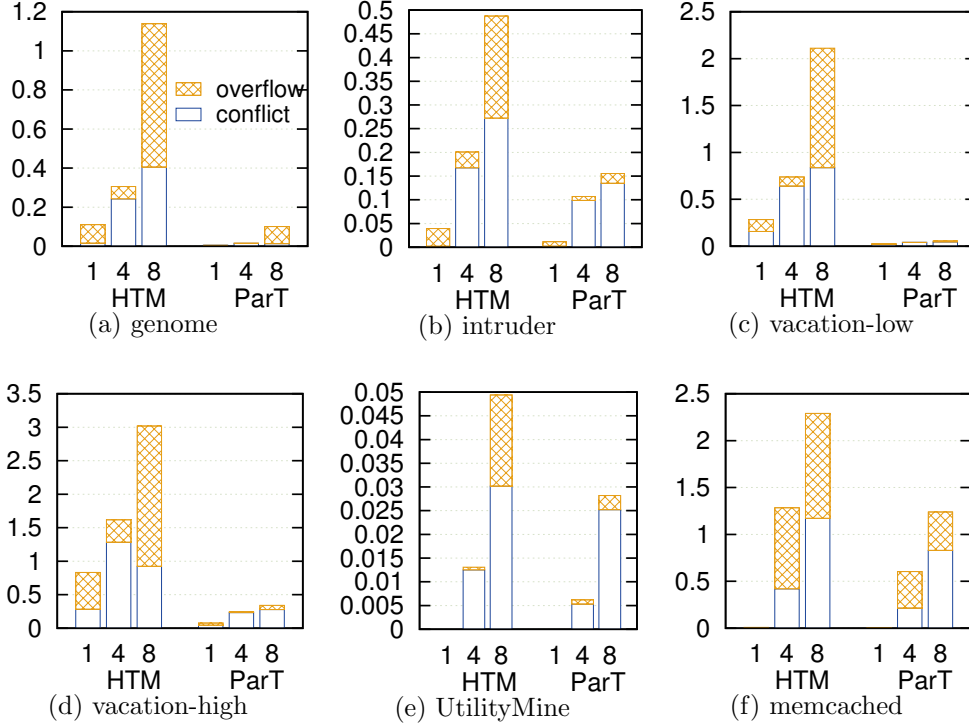 1.2
1
0.8
0.6
0.4
0.2
0
overflow
conflict
1 4 8 1 4 8
HTM ParT
(a) genome
0.5
0.45
0.4
0.35
0.3
0.25
0.2
0.15
0.1
0.05
0
1 4 8 1 4 8
HTM ParT
(b) intruder
2.5
2
1.5
1
0.5
0
1 4 8 1 4 8
HTM ParT
(c) vacation-low
3.5
3
2.5
2
1.5
1
0.5
0
1 4 8 1 4 8
HTM ParT
(d) vacation-high
0.05
0.045
0.04
0.035
0.03
0.025
0.02
0.015
0.01
0.005
0
1 4 8 1 4 8
HTM ParT
(e) UtilityMine
2.5
2
1.5
1
0.5
0
1 4 8 1 4 8
HTM ParT
(f) memcached